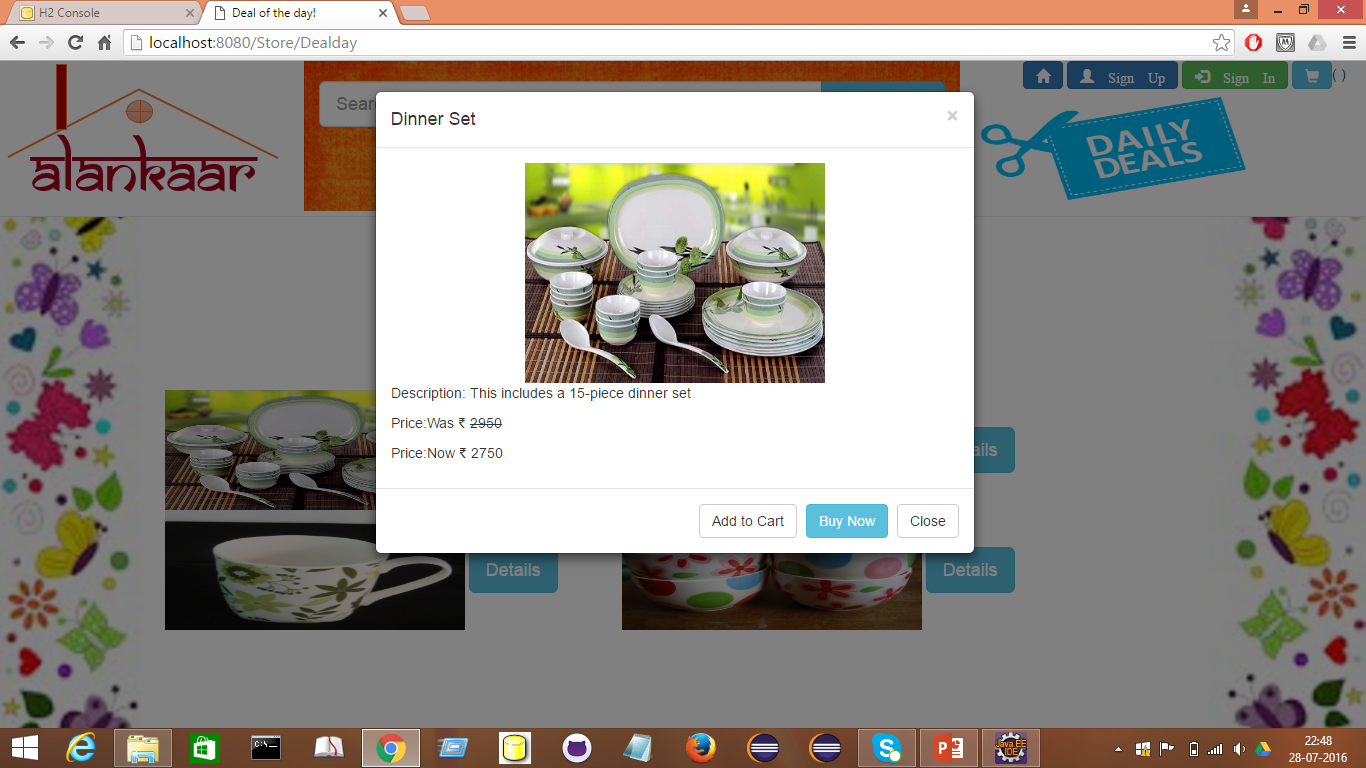 H2 Console
Deal of the day!
localhost:8080/Store/Dealday
alankaar
Sear
Sign Up
Sign In
( )
DAILY
DEALS
Dinner Set
×
Description: This includes a 15-piece dinner set
Price:Was ₹ 2950
Price:Now ₹ 2750
Add to Cart
Buy Now
Close
ails
Details
Details
C:\
Java EE
IDE
22:48
28-07-2016